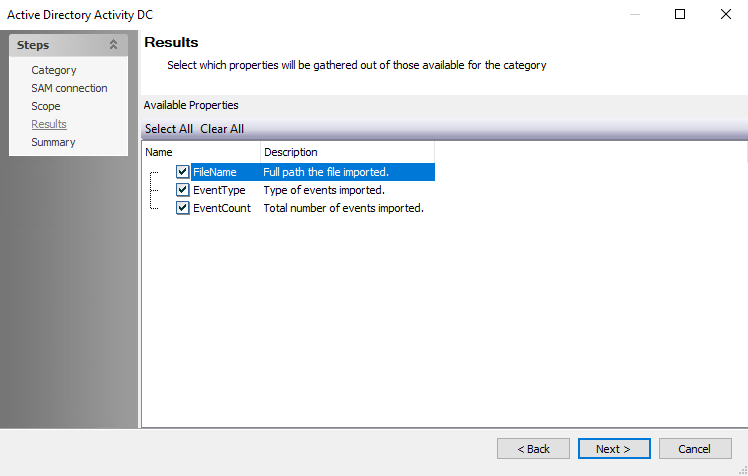 Active Directory Activity DC
Steps
Category
SAM connection
Scope
Results
Summary
Results
Select which properties will be gathered out of those available for the category
Available Properties
Select All Clear All
Name Description
FileName Full path the file imported.
EventType Type of events imported.
EventCount Total number of events imported.
< Back Next > Cancel